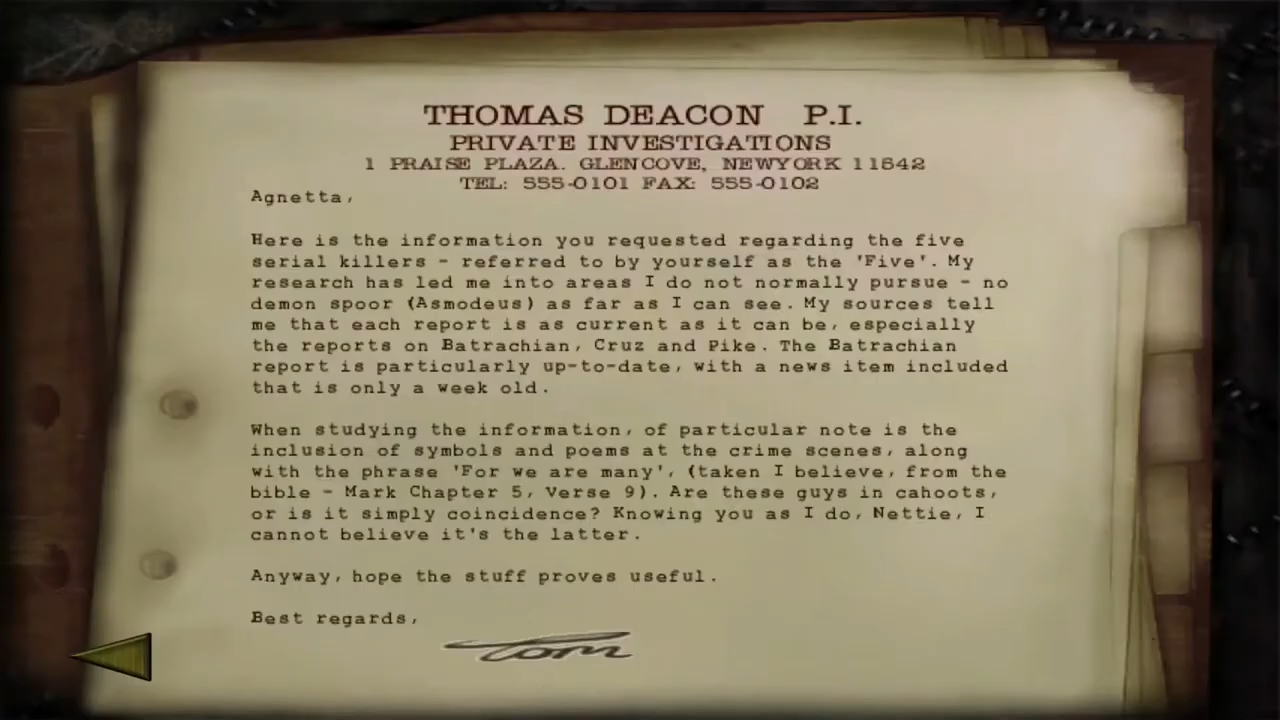 THOMAS DEACON P.I.
PRIVATE INVESTIGATIONS
1 PRAISE PLAZA. GLENCOVE, NEWYORK 11542
TEL: 555-0101 FAX: 555-0102
Agnetta,
Here is the information you requested regarding the five
serial killers - referred to by yourself as the 'Five'. My
research has led me into areas I do not normally pursue - no
demon spoor (Asmodeus) as far as I can see. My sources tell
me that each report is as current as it can be, especially
the reports on Batrachian, Cruz and Pike. The Batrachian
report is particularly up-to-date, with a news item included
that is only a week old.
When studying the information, of particular note is the
inclusion of symbols and poems at the crime scenes, along
with the phrase 'For we are many', (taken I believe, from the
bible - Mark Chapter 5, Verse 9). Are these guys in cahoots,
or is it simply coincidence? Knowing you as I do, Nettie, I
cannot believe it's the latter.
Anyway, hope the stuff proves useful.
Best regards,
Tom